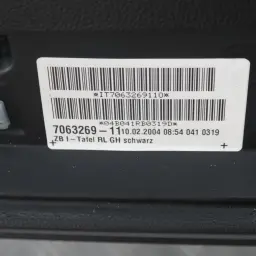 *IT7063269110*
*04B041RB0319D*
7063269-11 10.02.2004 08:54 041 0319
ZB I-Tafel RL GH schwarz